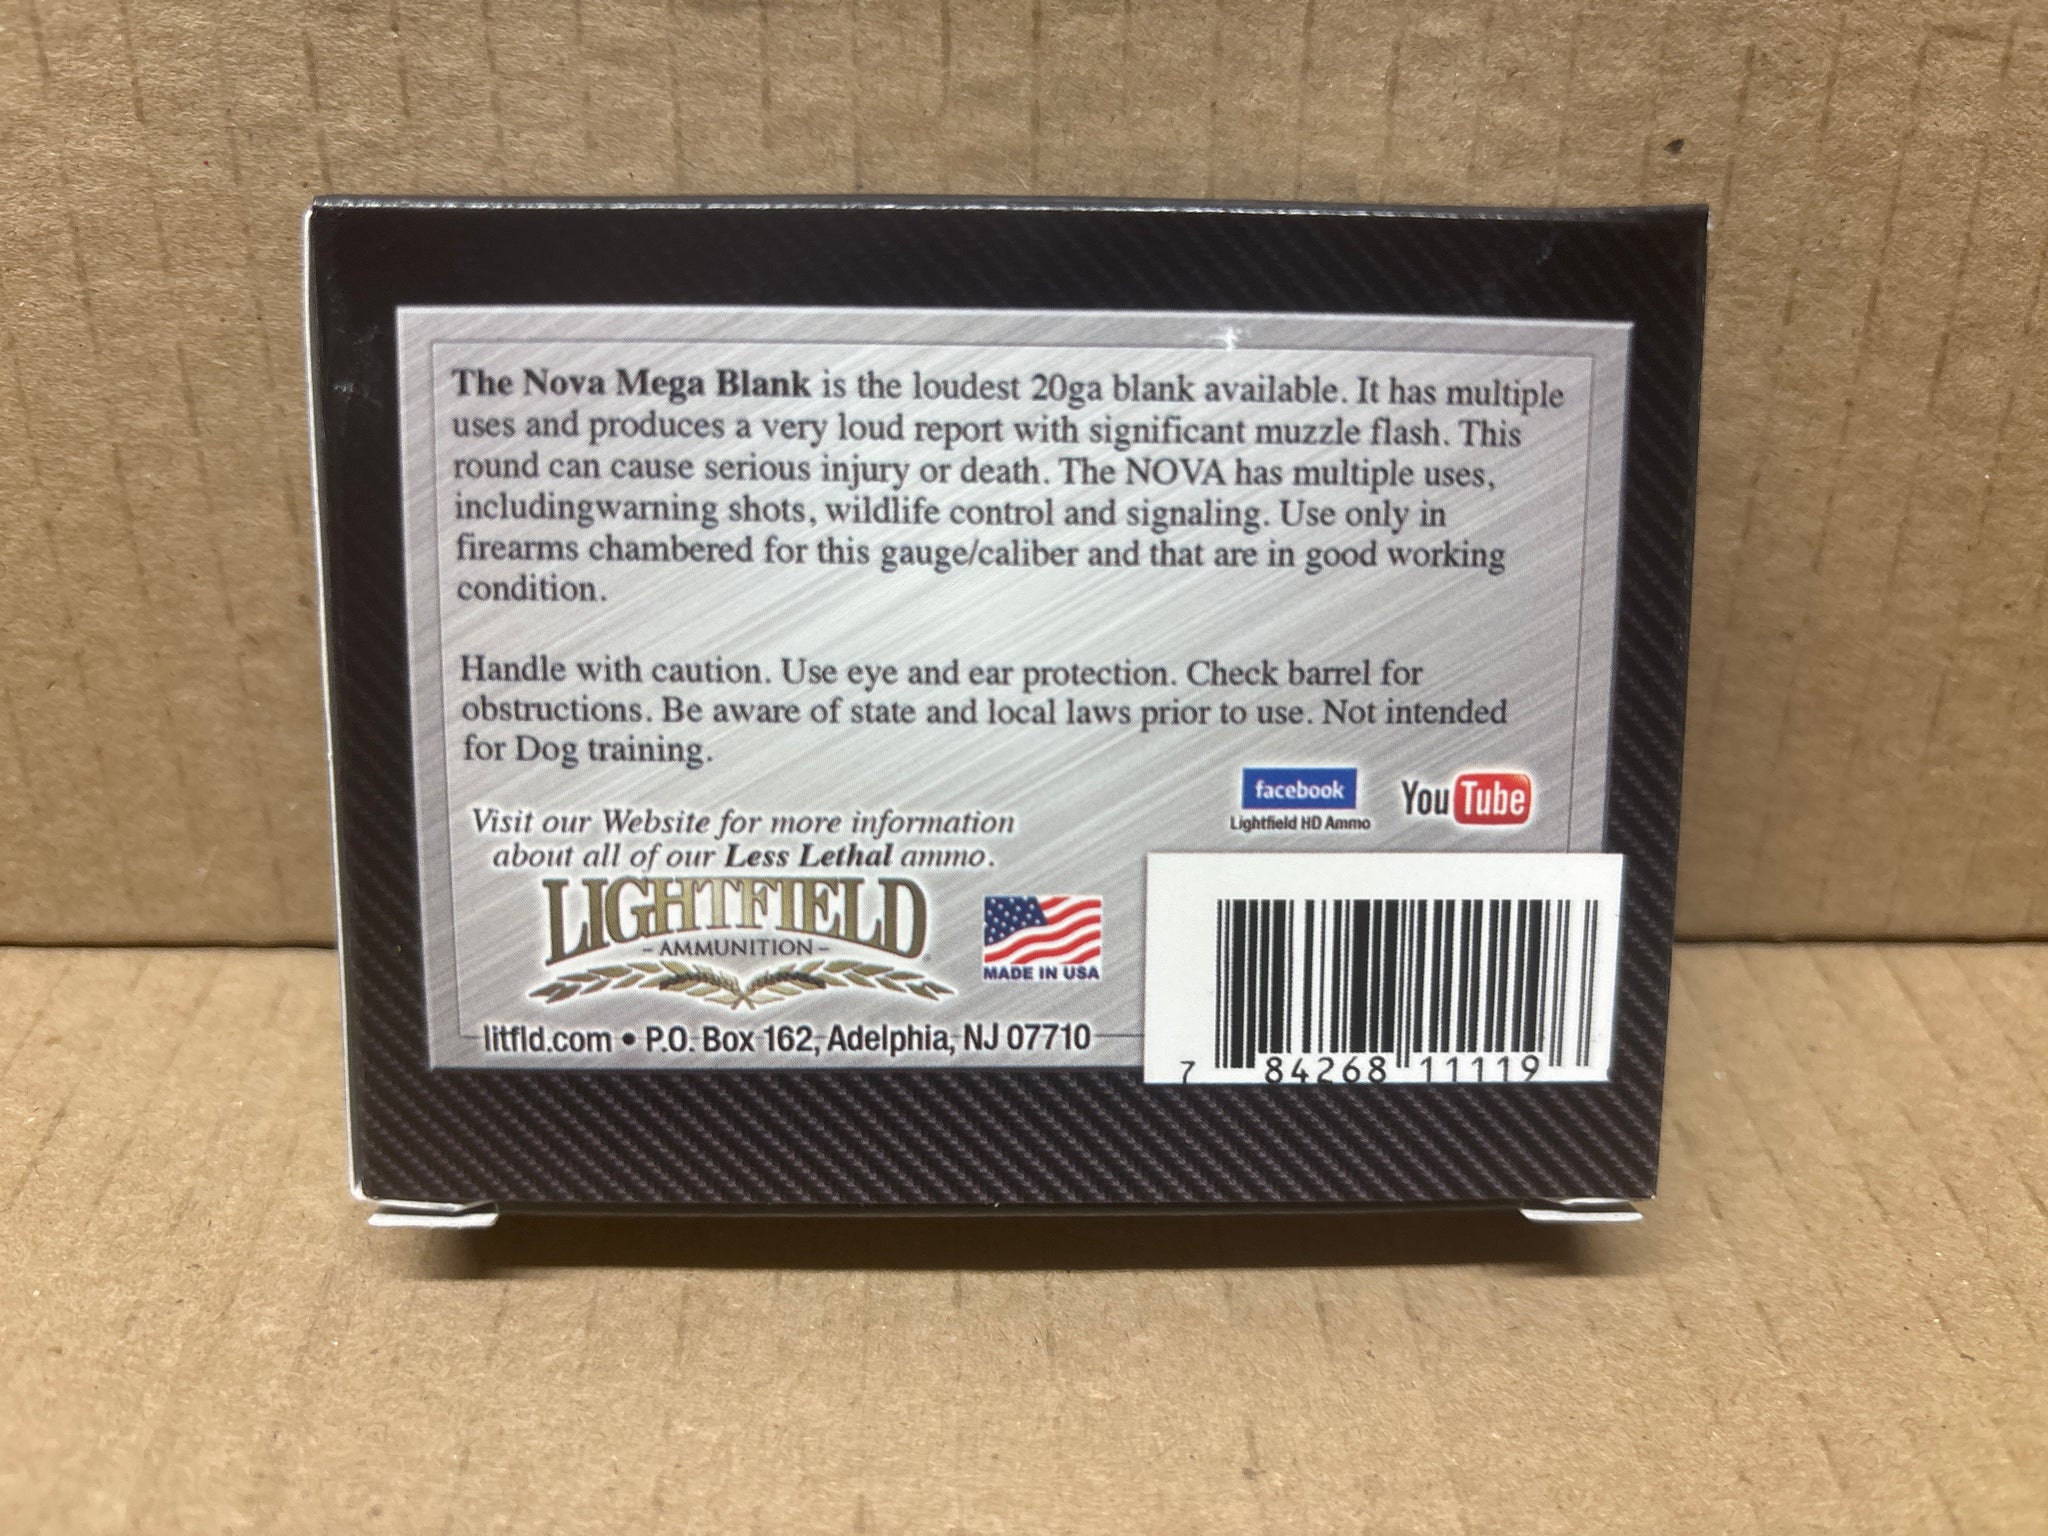 The Nova Mega Blank is the loudest 20ga blank available. It has multiple
uses and produces a very loud report with significant muzzle flash. This
round can cause serious injury or death. The NOVA has multiple uses,
includingwarning shots, wildlife control and signaling. Use only in
firearms chambered for this gauge/caliber and that are in good working
condition.
Handle with caution. Use eye and ear protection. Check barrel for
obstructions. Be aware of state and local laws prior to use. Not intended
for Dog training.
facebook
Lightfield HD Ammo
YouTube
Visit our Website for more information
about all of our Less Lethal ammo.
LIGHTFIELD
- AMMUNITION -
MADE IN USA
litfld.com • P.O. Box 162, Adelphia, NJ 07710
7 84268 11119